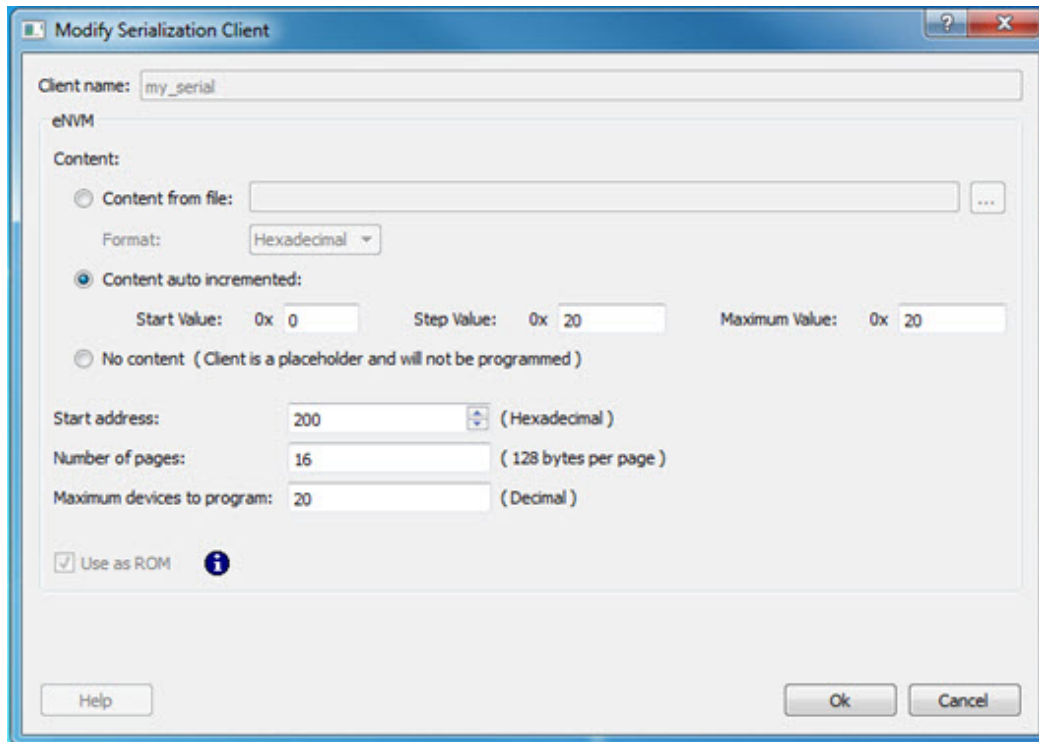 Modify Serialization Client
Client name: my_serial
eNVM
Content:
Content from file: ...
Format: Hexadecimal
Content auto incremented:
Start Value: 0x 0 Step Value: 0x 20 Maximum Value: 0x 20
No content ( Client is a placeholder and will not be programmed )
Start address: 200 ( Hexadecimal )
Number of pages: 16 ( 128 bytes per page )
Maximum devices to program: 20 ( Decimal )
Use as ROM i
Help Ok Cancel